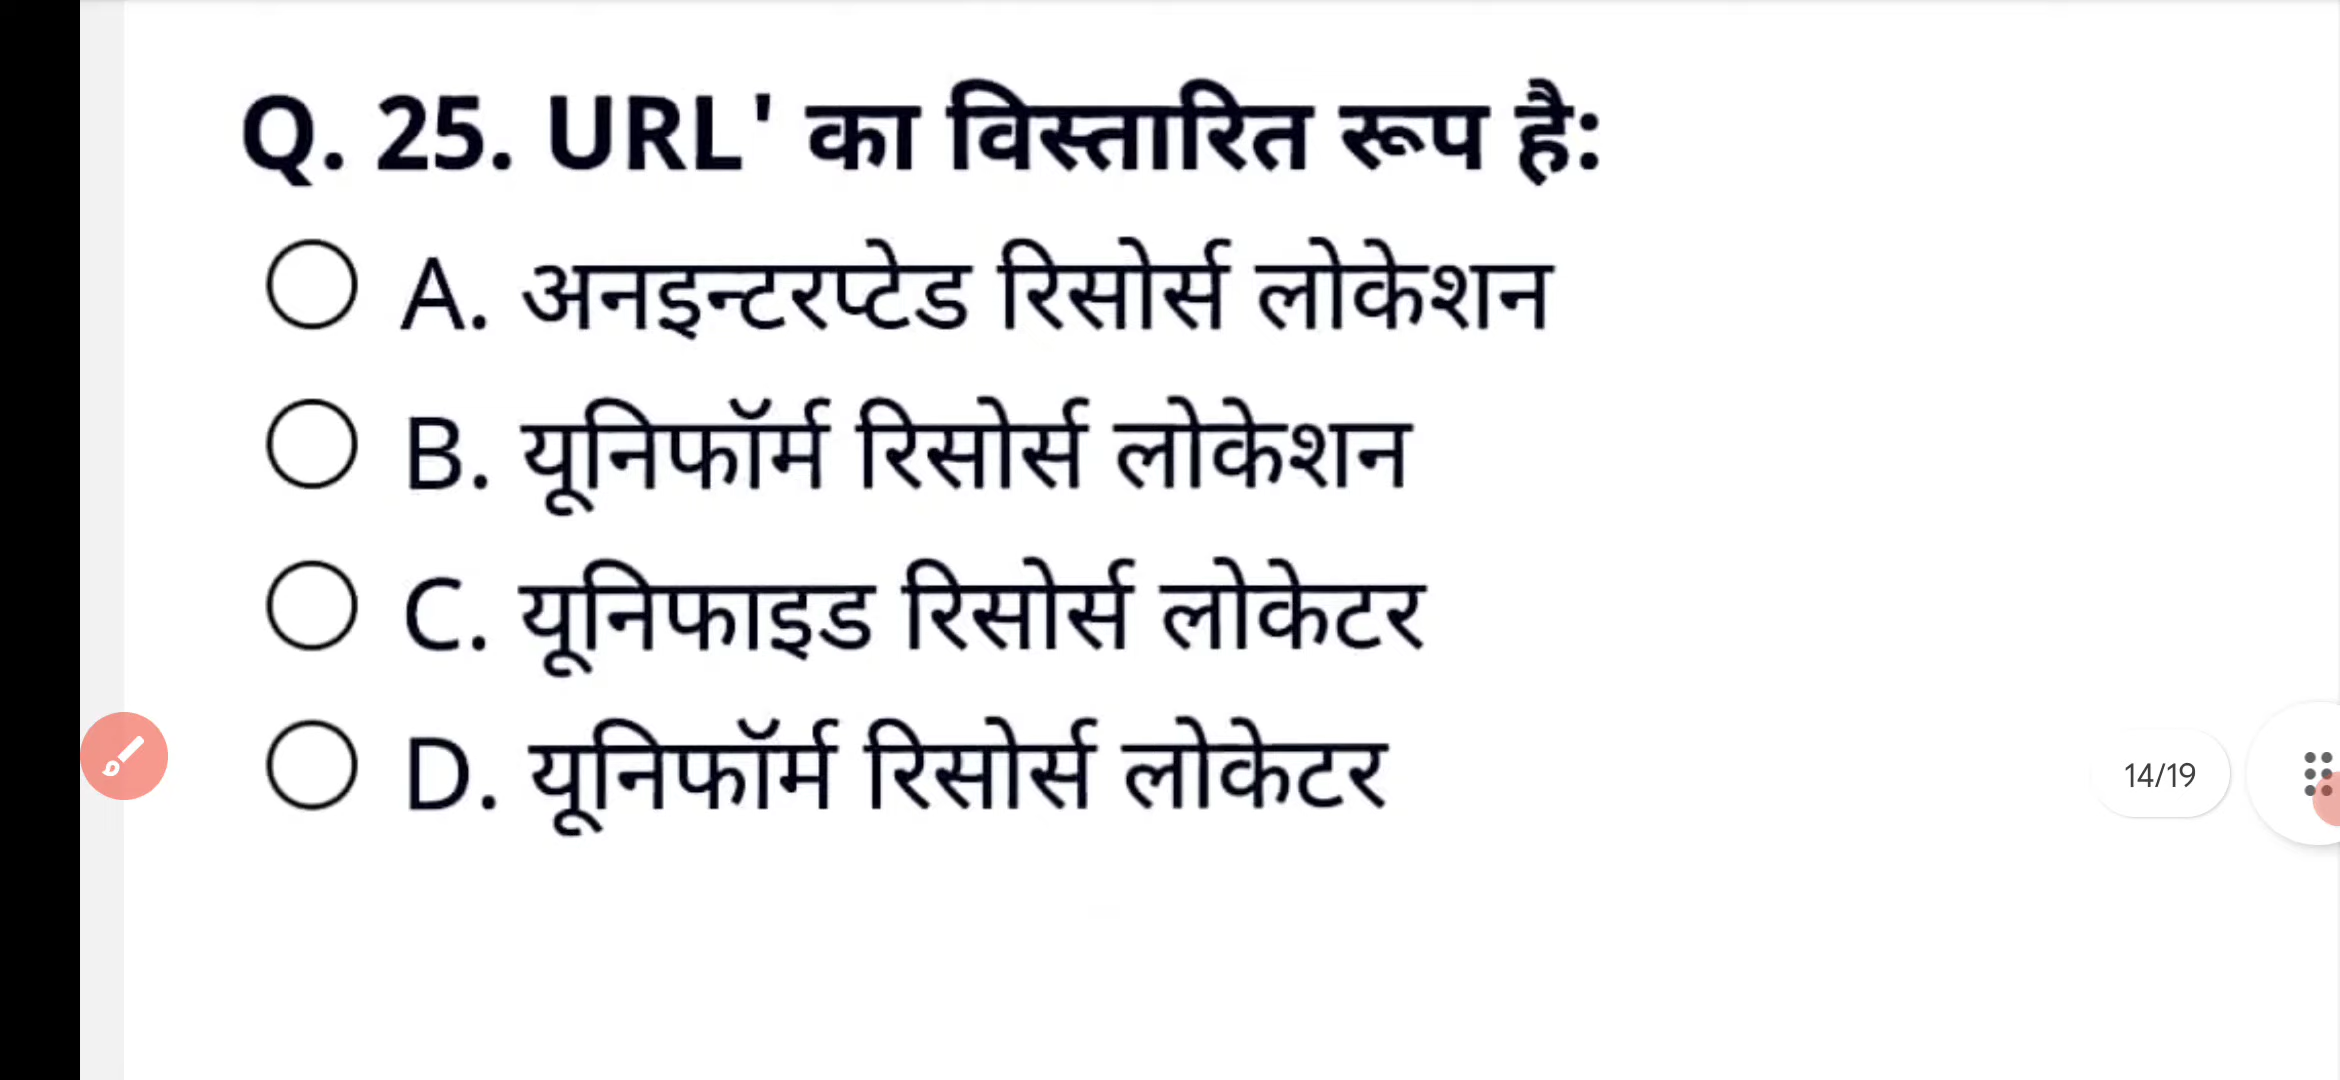 Q. 25. URL' का विस्तारित रूप है:
A. अनइन्टरप्टेड रिसोर्स लोकेशन
B. यूनिफॉर्म रिसोर्स लोकेशन
C. यूनिफाइड रिसोर्स लोकेटर
D. यूनिफॉर्म रिसोर्स लोकेटर
14/19